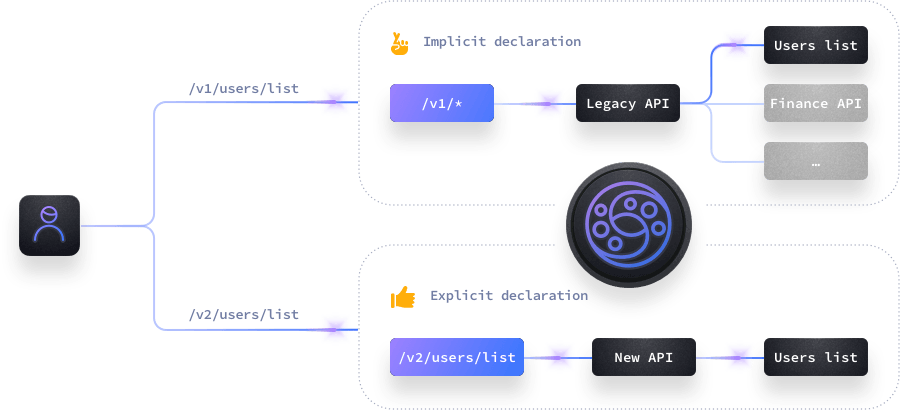 Implicit declaration
/v1/users/list
/v1/*
Legacy API
Users list
Finance API
…
/v2/users/list
Explicit declaration
/v2/users/list
New API
Users list